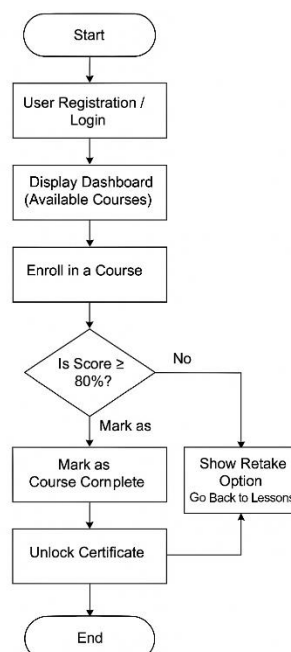 Start
User Registration /
Login
Display Dashboard
(Available Courses)
Enroll in a Course
Is Score ≥
80%?
No
Mark as
Mark as
Course Complete
Show Retake
Option
Go Back to Lessons
Unlock Certificate
End